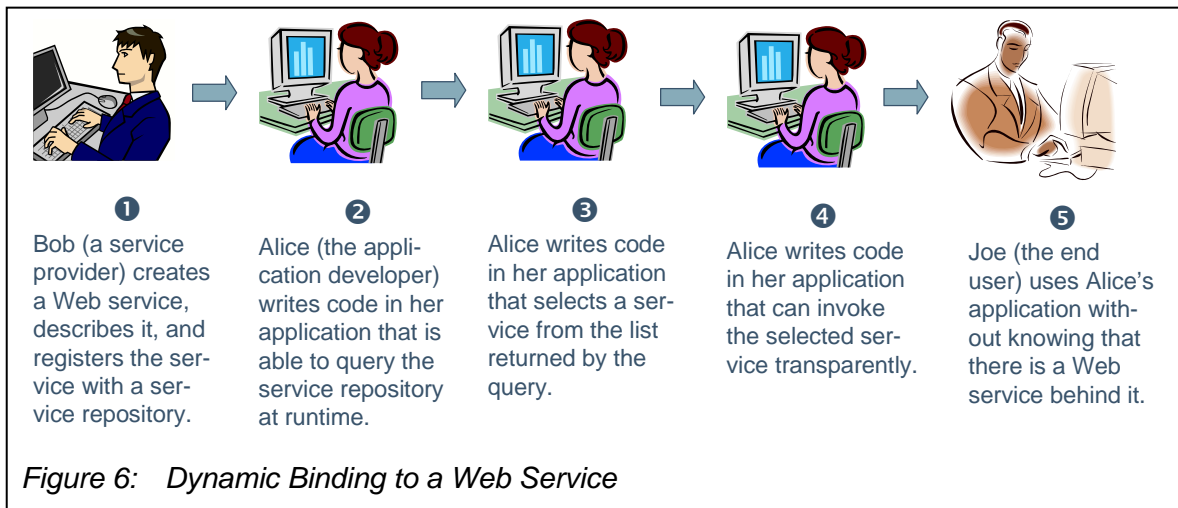 ❶
Bob (a service
provider) creates
a Web service,
describes it, and
registers the ser-
vice with a ser-
vice repository.
❷
Alice (the appli-
cation developer)
writes code in her
application that is
able to query the
service repository
at runtime.
❸
Alice writes code
in her application
that selects a ser-
vice from the list
returned by the
query.
❹
Alice writes code
in her application
that can invoke
the selected ser-
vice transparently.
❺
Joe (the end
user) uses Alice’s
application with-
out knowing that
there is a Web
service behind it.
Figure 6: Dynamic Binding to a Web Service